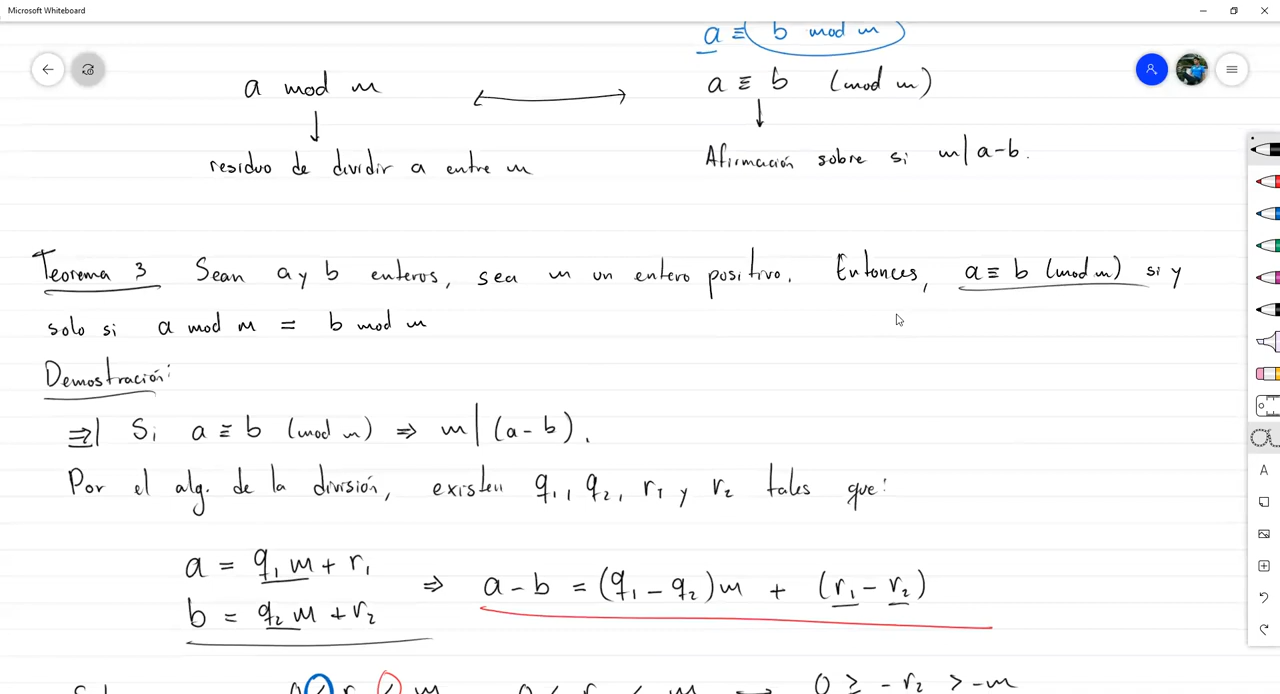 Microsoft Whiteboard
a ≡ b mod m
a mod m ⟷ a ≡ b (mod m)
↓ ↓
residuo de dividir a entre m Afirmación sobre si m | a-b.
Teorema 3 Sean a y b enteros, sea m un entero positivo. Entonces, a ≡ b (mod m) si y
solo si a mod m = b mod m
Demostración:
⇒| Si a ≡ b (mod m) ⇒ m | (a-b).
Por el alg. de la división, existen q₁, q₂, r₁ y r₂ tales que:
a = q₁m + r₁
⇒ a-b = (q₁ - q₂)m + (r₁ - r₂)
b = q₂m + r₂
0 ≥ -r₂ > -m
A